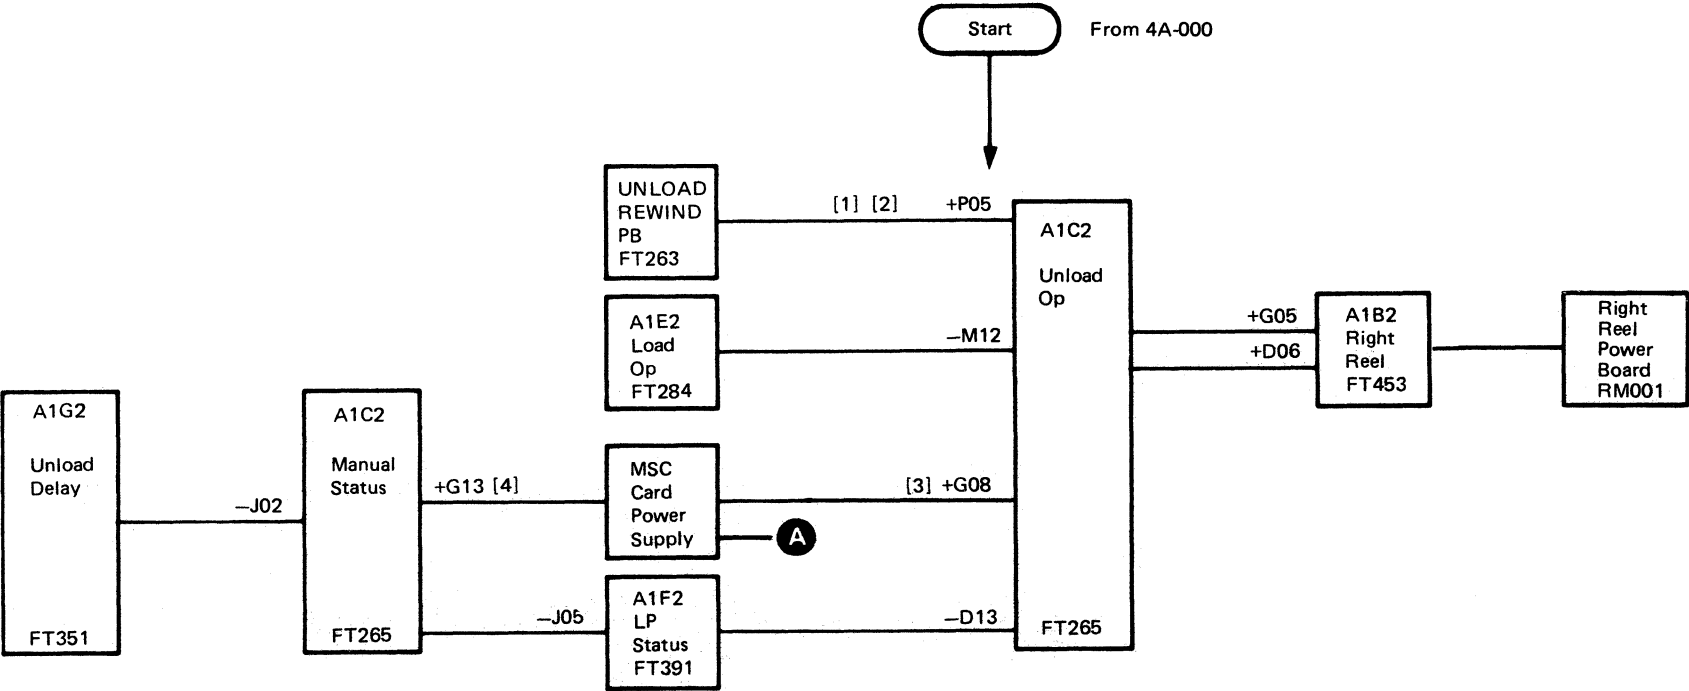 Start
From 4A-000
UNLOAD
REWIND
PB
FT263
[1] [2]
+P05
A1C2
Unload
Op
FT265
A1E2
Load
Op
FT284
—M12
+G05
+D06
A1B2
Right
Reel
FT453
Right
Reel
Power
Board
RM001
A1G2
Unload
Delay
FT351
—J02
A1C2
Manual
Status
FT265
+G13 [4]
MSC
Card
Power
Supply
[3] +G08
A
—J05
A1F2
LP
Status
FT391
—D13